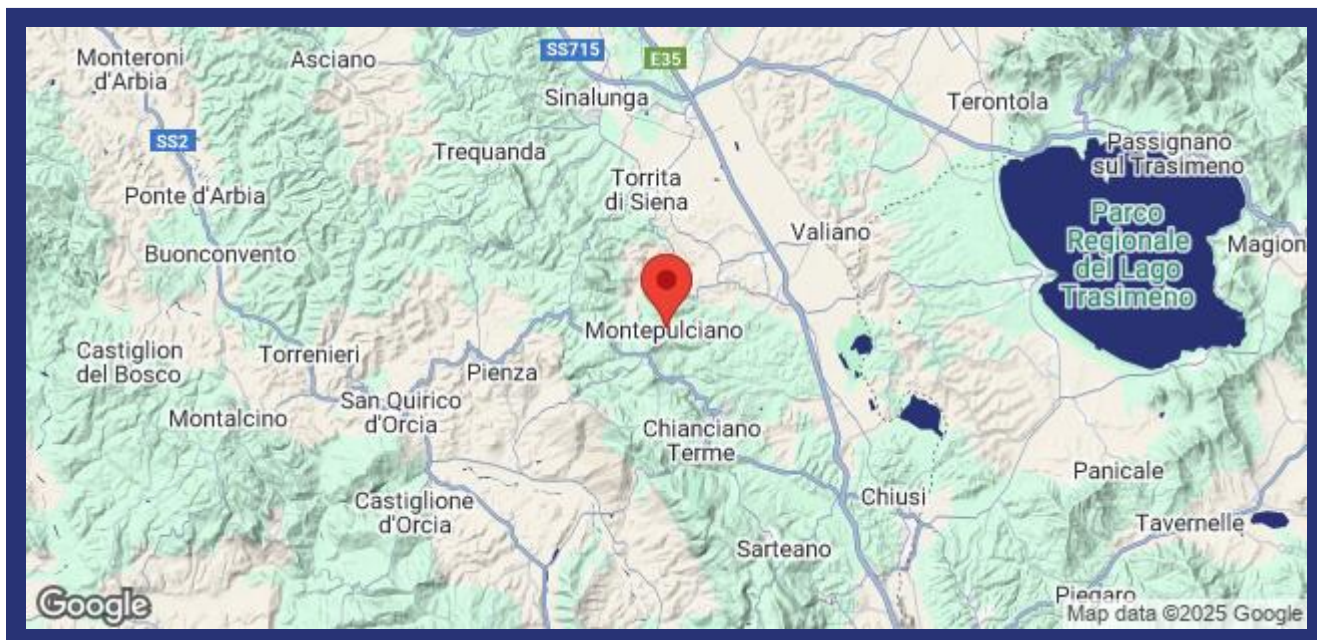 Monteroni
d'Arbia
Asciano
SS715
E35
Sinalunga
Terontola
SS2
Trequanda
Passignano
sul Trasimeno
Ponte d'Arbia
Torrita
di Siena
Parco
Regionale
del Lago
Trasimeno
Valiano
Magion
Buonconvento
Montepulciano
Castiglion
del Bosco
Torrenieri
Pienza
Montalcino
San Quirico
d'Orcia
Chianciano
Terme
Panicale
Castiglione
d'Orcia
Chiusi
Tavernelle
Sarteano
Piegaro
Google
Map data ©2025 Google